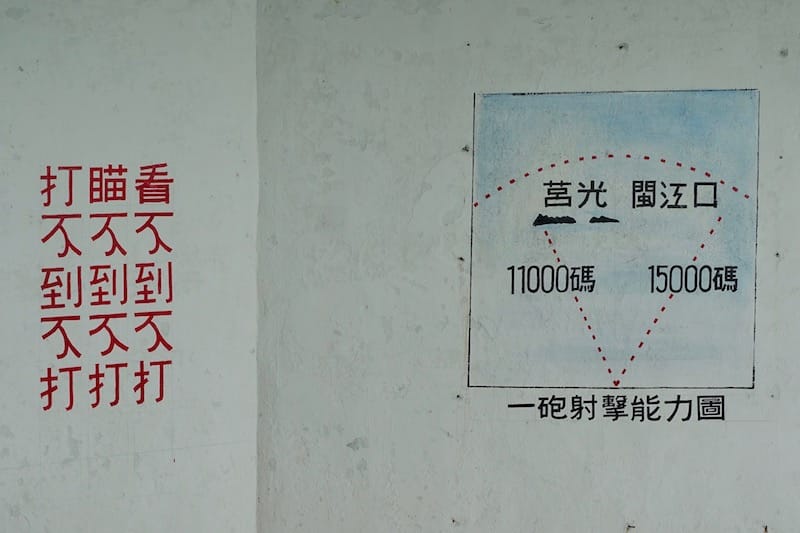 看不到不打
瞄不到不打
打不到不打
莒光 閩江口
11000碼 15000碼
一砲射擊能力圖